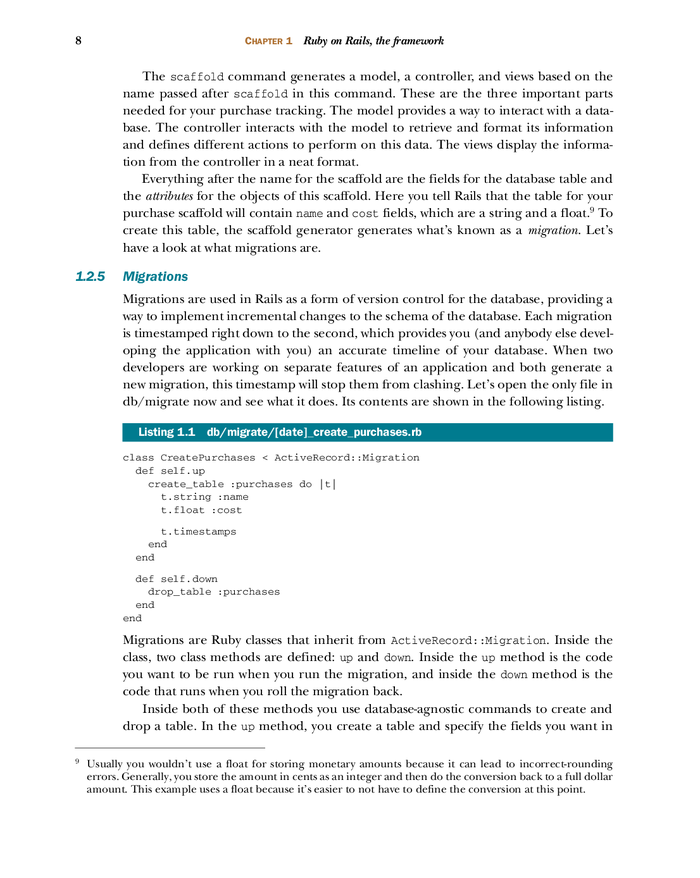 8 CHAPTER 1 Ruby on Rails, the framework
The scaffold command generates a model, a controller, and views based on the
name passed after scaffold in this command. These are the three important parts
needed for your purchase tracking. The model provides a way to interact with a data-
base. The controller interacts with the model to retrieve and format its information
and defines different actions to perform on this data. The views display the informa-
tion from the controller in a neat format.
Everything after the name for the scaffold are the fields for the database table and
the attributes for the objects of this scaffold. Here you tell Rails that the table for your
purchase scaffold will contain name and cost fields, which are a string and a float.9 To
create this table, the scaffold generator generates what's known as a migration. Let's
have a look at what migrations are.
1.2.5 Migrations
Migrations are used in Rails as a form of version control for the database, providing a
way to implement incremental changes to the schema of the database. Each migration
is timestamped right down to the second, which provides you (and anybody else devel-
oping the application with you) an accurate timeline of your database. When two
developers are working on separate features of an application and both generate a
new migration, this timestamp will stop them from clashing. Let's open the only file in
db/migrate now and see what it does. Its contents are shown in the following listing.
Listing 1.1 db/migrate/[date]_create_purchases.rb
class CreatePurchases < ActiveRecord::Migration
  def self.up
    create_table :purchases do |t|
      t.string :name
      t.float :cost
      t.timestamps
    end
  end
  def self.down
    drop_table :purchases
  end
end
Migrations are Ruby classes that inherit from ActiveRecord::Migration. Inside the
class, two class methods are defined: up and down. Inside the up method is the code
you want to be run when you run the migration, and inside the down method is the
code that runs when you roll the migration back.
Inside both of these methods you use database-agnostic commands to create and
drop a table. In the up method, you create a table and specify the fields you want in
9 Usually you wouldn't use a float for storing monetary amounts because it can lead to incorrect-rounding
errors. Generally, you store the amount in cents as an integer and then do the conversion back to a full dollar
amount. This example uses a float because it's easier to not have to define the conversion at this point.